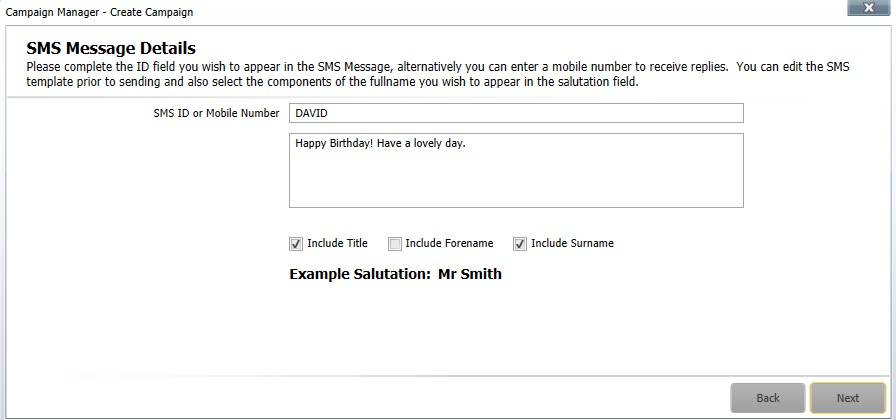 Campaign Manager - Create Campaign
SMS Message Details
Please complete the ID field you wish to appear in the SMS Message, alternatively you can enter a mobile number to receive replies. You can edit the SMS
template prior to sending and also select the components of the fullname you wish to appear in the salutation field.
SMS ID or Mobile Number DAVID
Happy Birthday! Have a lovely day.
Include Title Include Forename Include Surname
Example Salutation: Mr Smith
Back Next